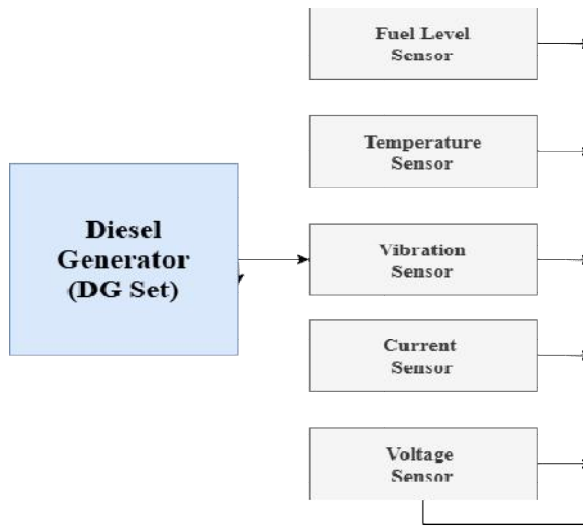 Fuel Level
Sensor
Temperature
Sensor
Diesel
Generator
(DG Set)
Vibration
Sensor
Current
Sensor
Voltage
Sensor